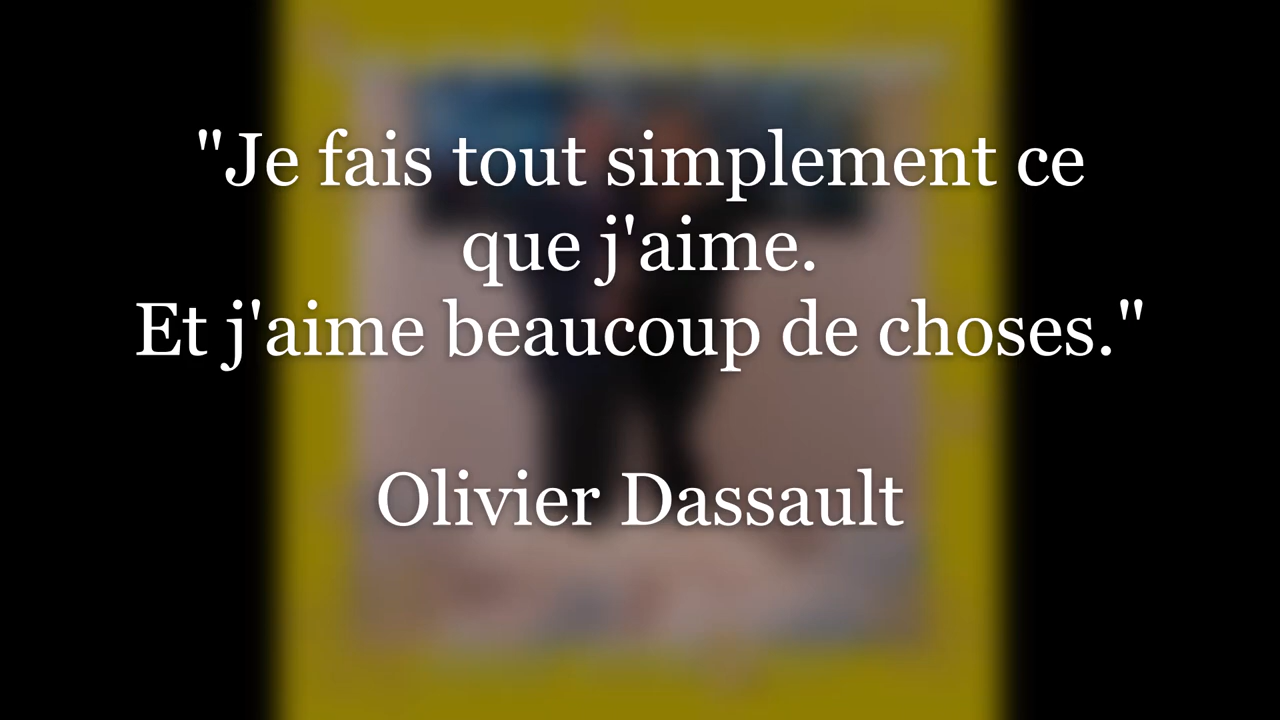 "Je fais tout simplement ce
que j'aime.
Et j'aime beaucoup de choses."
Olivier Dassault